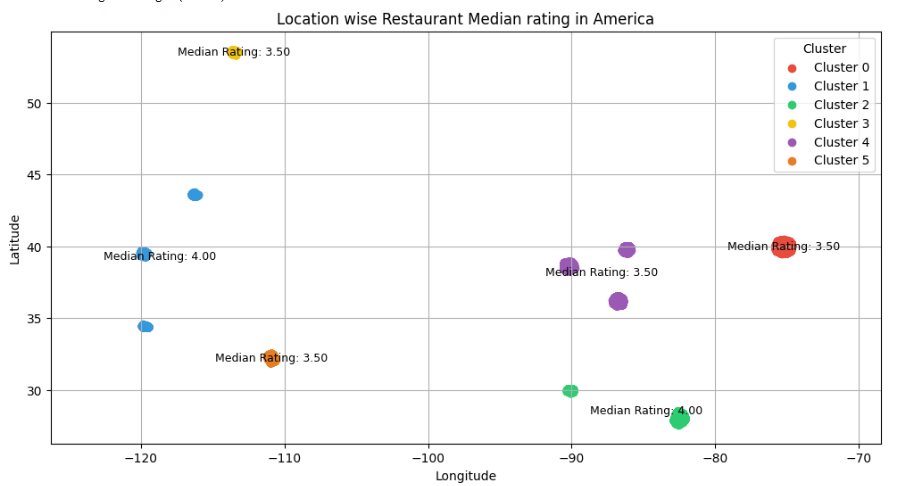 Location wise Restaurant Median rating in America
Median Rating: 3.50
Cluster
Cluster 0
Cluster 1
Cluster 2
Cluster 3
Cluster 4
Cluster 5
Median Rating: 4.00
Median Rating: 3.50
Median Rating: 3.50
Median Rating: 3.50
Median Rating: 4.00
Latitude
50
45
40
35
30
−120
−110
−100
−90
−80
−70
Longitude